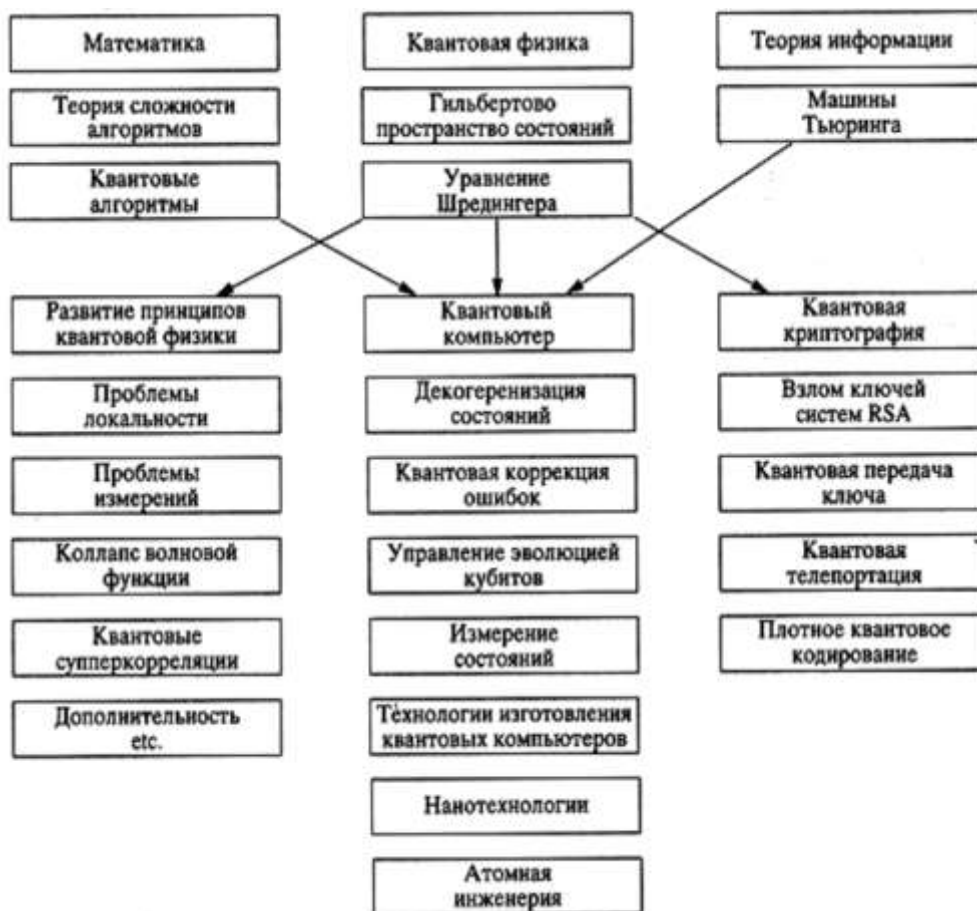 Математика
Квантовая физика
Теория информации
Теория сложности
алгоритмов
Гильбертово
пространство состояний
Машины
Тьюринга
Квантовые
алгоритмы
Уравнение
Шредингера
Развитие принципов
квантовой физики
Квантовый
компьютер
Квантовая
криптография
Проблемы
локальности
Декогеренизация
состояний
Взлом ключей
систем RSA
Проблемы
измерений
Квантовая коррекция
ошибок
Квантовая передача
ключа
Коллапс волновой
функции
Управление эволюцией
кубитов
Квантовая
телепортация
Квантовые
супперкорреляции
Измерение
состояний
Плотное квантовое
кодирование
Дополнительность
etc.
Технологии изготовления
квантовых компьютеров
Нанотехнологии
Атомная
инженерия